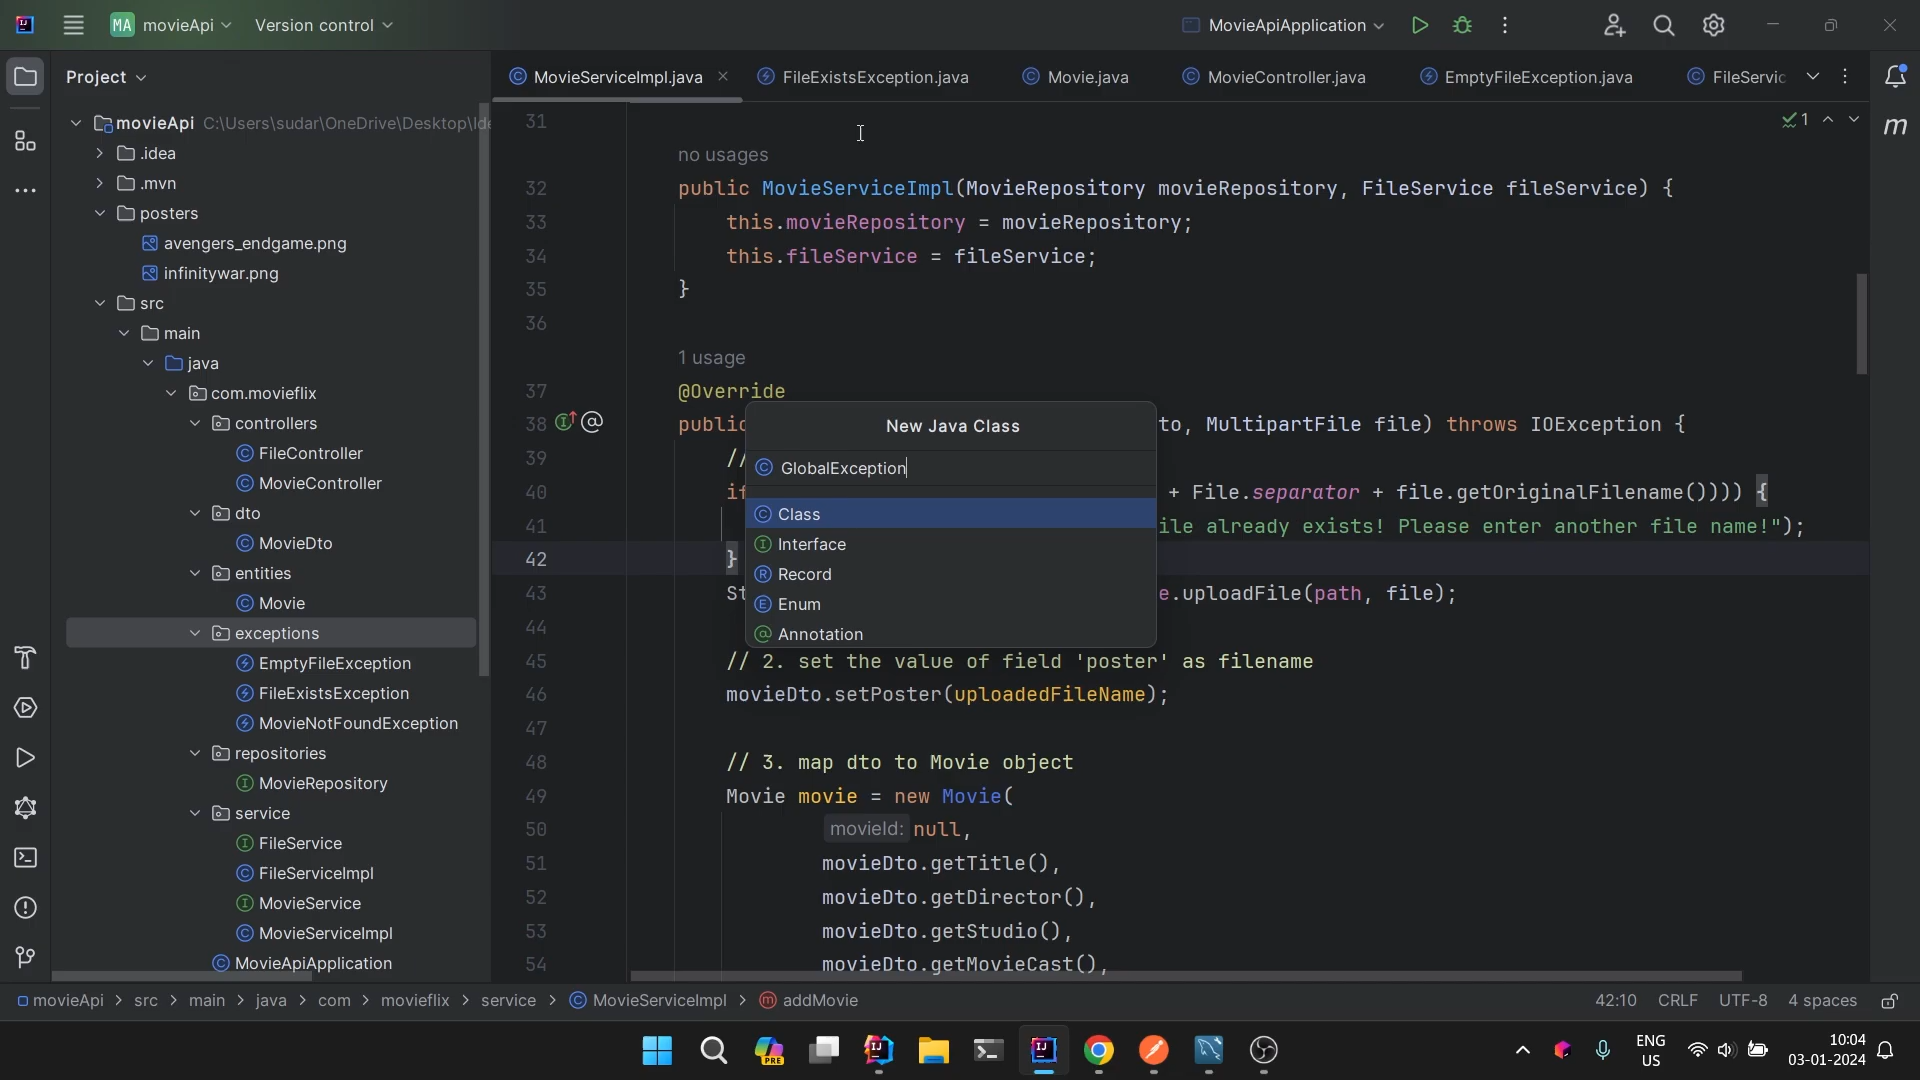 MA movieApi
Version control
MovieApiApplication
Project
MovieServiceImpl.java
FileExistsException.java
Movie.java
MovieController.java
EmptyFileException.java
FileServic
movieApi C:\Users\sudar\OneDrive\Desktop\Ide
.idea
.mvn
posters
avengers_endgame.png
infinitywar.png
src
main
java
com.movieflix
controllers
FileController
MovieController
dto
MovieDto
entities
Movie
exceptions
EmptyFileException
FileExistsException
MovieNotFoundException
repositories
MovieRepository
service
FileService
FileServiceImpl
MovieService
MovieServiceImpl
MovieApiApplication
1
31
no usages
32 public MovieServiceImpl(MovieRepository movieRepository, FileService fileService) {
33 this.movieRepository = movieRepository;
34 this.fileService = fileService;
35 }
36
1 usage
37 @Override
38 public to, MultipartFile file) throws IOException {
39 //
40 if + File.separator + file.getOriginalFilename()))) {
41 ile already exists! Please enter another file name!");
42 }
43 St e.uploadFile(path, file);
44
45 // 2. set the value of field 'poster' as filename
46 movieDto.setPoster(uploadedFileName);
47
48 // 3. map dto to Movie object
49 Movie movie = new Movie(
50 movieId: null,
51 movieDto.getTitle(),
52 movieDto.getDirector(),
53 movieDto.getStudio(),
54 movieDto.getMovieCast(),
New Java Class
GlobalException
Class
Interface
Record
Enum
Annotation
movieApi > src > main > java > com > movieflix > service > MovieServiceImpl > addMovie
42:10 CRLF UTF-8 4 spaces
PRE
ENG
US
10:04
03-01-2024